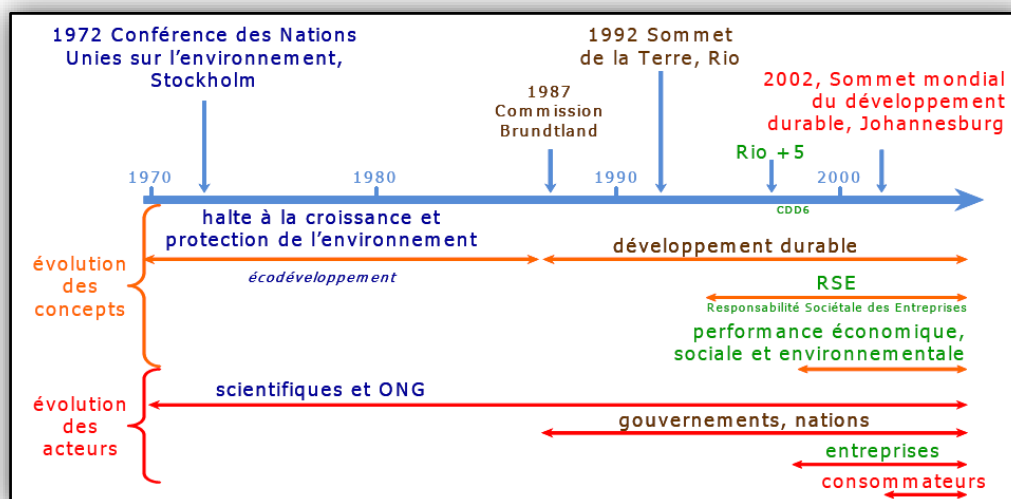 1972 Conférence des Nations
Unies sur l’environnement,
Stockholm
1987
Commission
Brundtland
1992 Sommet
de la Terre, Rio
2002, Sommet mondial
du développement
durable, Johannesburg
Rio +5
1970
1980
1990
2000
CDD6
évolution
des
concepts
halte à la croissance et
protection de l’environnement
écodéveloppement
développement durable
RSE
Responsabilité Sociétale des Entreprises
performance économique,
sociale et environnementale
évolution
des
acteurs
scientifiques et ONG
gouvernements, nations
entreprises
consommateurs